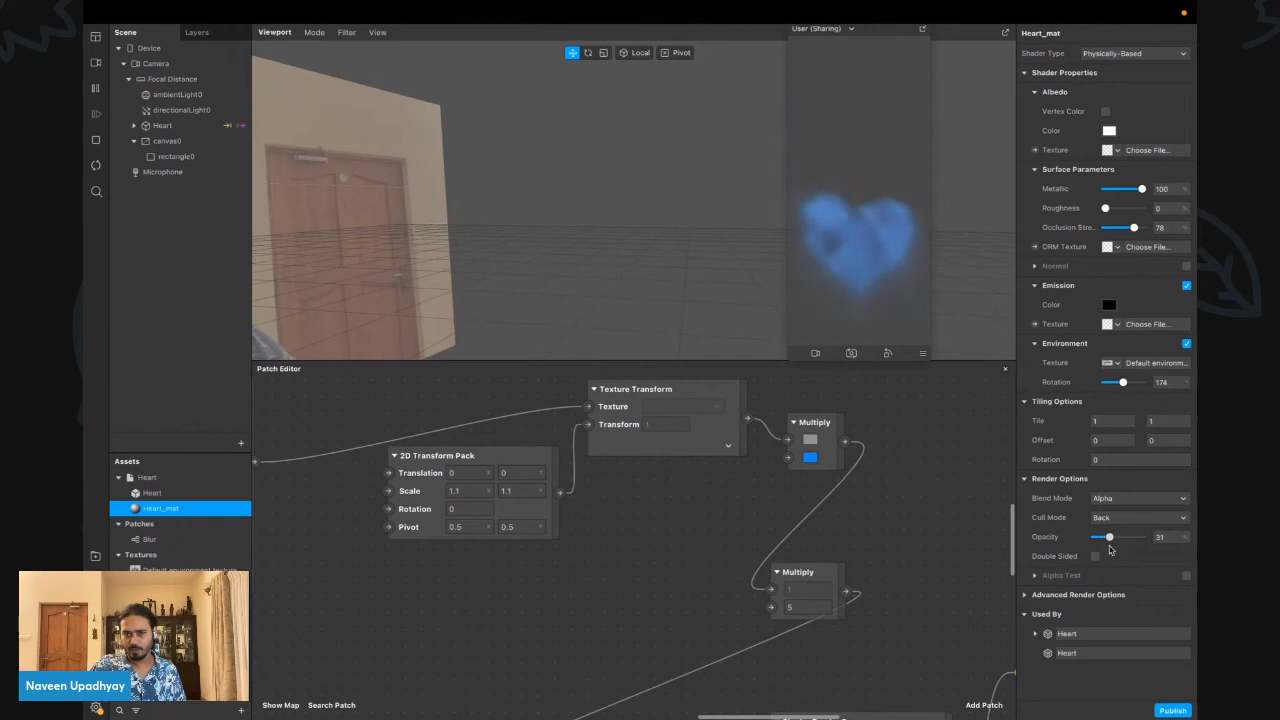 Scene Layers
Device
Camera
Focal Distance
ambientLight0
directionalLight0
Heart
canvas0
rectangle0
Microphone
Assets
Heart
Heart
Heart_mat
Patches
Blur
Textures
Default environment texture
Naveen Upadhyay
Viewport Mode Filter View
Local Pivot
User (Sharing)
Patch Editor
2D Transform Pack
Translation 0 X 0 Y
Scale 1.1 X 1.1 Y
Rotation 0
Pivot 0.5 X 0.5 Y
Texture Transform
Texture
Transform 1
Multiply
Multiply
1
5
Show Map Search Patch Add Patch
Heart_mat
Shader Type Physically-Based
Shader Properties
Albedo
Vertex Color
Color
Texture Choose File...
Surface Parameters
Metallic 100 %
Roughness 0 %
Occlusion Stre... 78 %
ORM Texture Choose File...
Normal
Emission
Color
Texture Choose File...
Environment
Texture Default environm...
Rotation 174 °
Tiling Options
Tile 1 1
Offset 0 0
Rotation 0
Render Options
Blend Mode Alpha
Cull Mode Back
Opacity 31 %
Double Sided
Alpha Test
Advanced Render Options
Used By
Heart
Heart
Publish